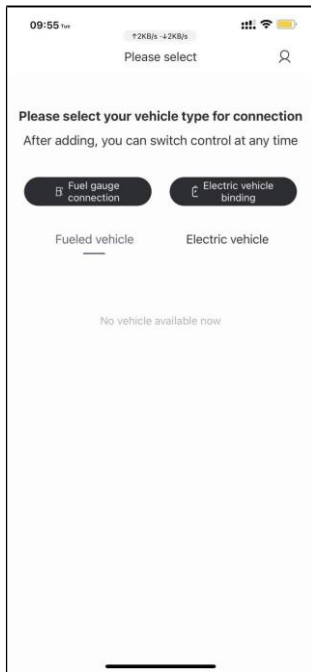 09:55 Tue
↑2KB/s ↓2KB/s
Please select
Please select your vehicle type for connection
After adding, you can switch control at any time
Fuel gauge
connection
Electric vehicle
binding
Fueled vehicle
Electric vehicle
No vehicle available now